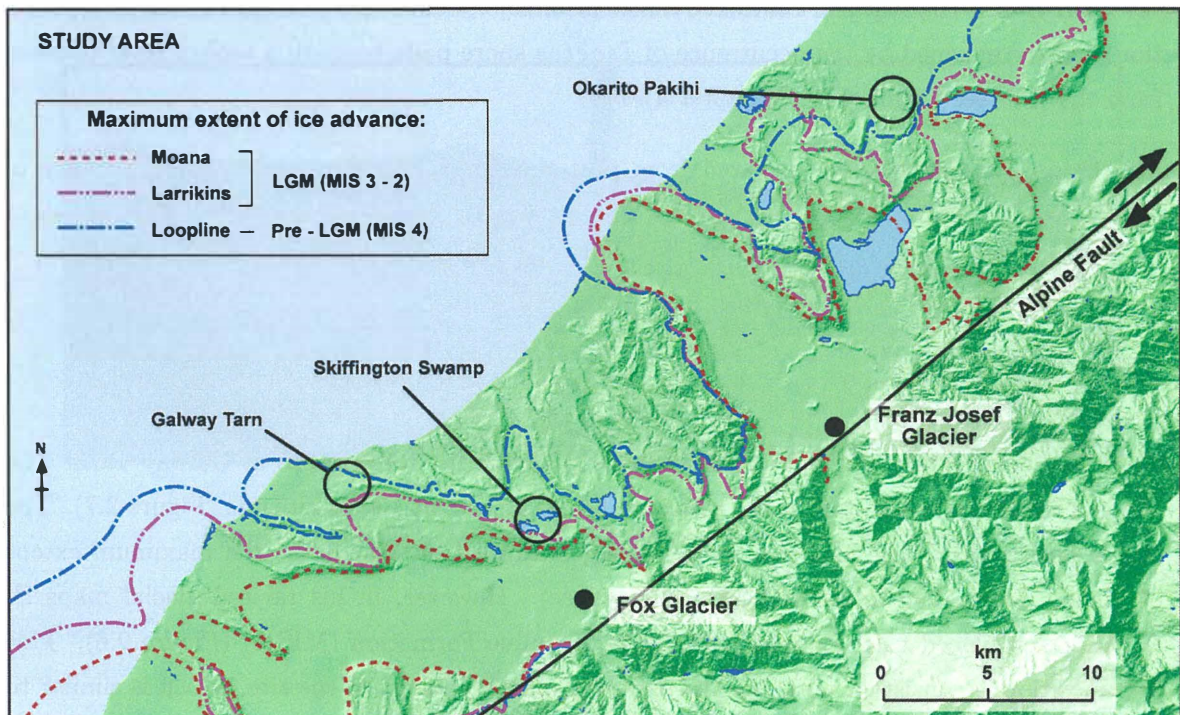 STUDY AREA
Maximum extent of ice advance:
Moana
Larrikins
LGM (MIS 3 - 2)
Loopline – Pre - LGM (MIS 4)
Okarito Pakihi
Alpine Fault
Skiffington Swamp
Galway Tarn
Franz Josef
Glacier
N
Fox Glacier
km
0 5 10